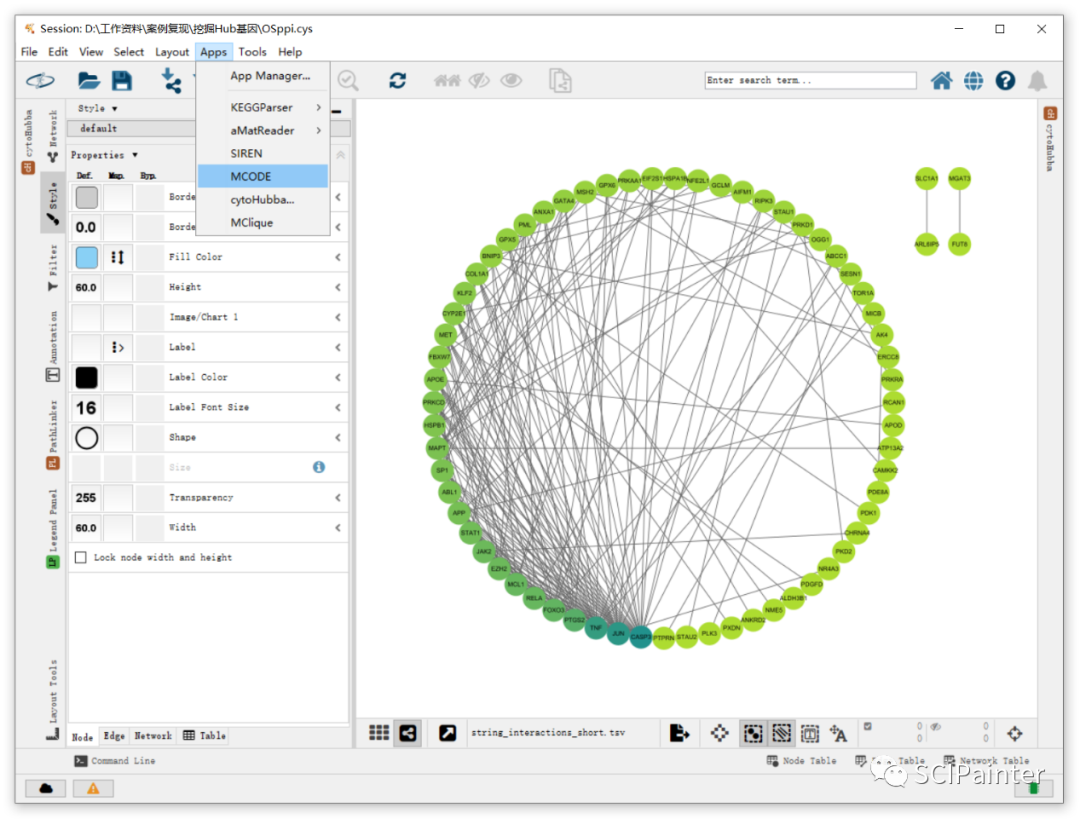 Session: D:\工作资料\案例复现\挖掘Hub基因\OSppi.cys
File Edit View Select Layout Apps Tools Help
App Manager...
KEGGParser
aMatReader
SIREN
MCODE
cytoHubba...
MClique
Enter search term...
cytoHubba
Network
Style
Filter
Annotation
PathLinker
Legend Panel
Layout Tools
Style
default
Properties
Def. Map. Byp.
Borde
0.0 Borde
Fill Color
60.0 Height
Image/Chart 1
Label
Label Color
16 Label Font Size
Shape
Size
255 Transparency
60.0 Width
Lock node width and height
Node Edge Network Table
cytoHubba
PRKAA1
EIF2S1
HSPA1B
NFE2L1
GCLM
AIFM1
RIPK3
STAU1
PRKD1
OGG1
ABCC1
SESN1
TOR1A
MICB
AK4
ERCC8
PRKRA
RCAN1
APOD
ATP13A2
CAMKK2
PDE8A
PDK1
CHRNA4
PKD2
NR4A3
PDGFD
ALDH3B1
NME5
ANKRD2
PXDN
PLK3
STAU2
PTPRN
CASP3
JUN
TNF
PTGS2
FOXO3
RELA
MCL1
EZH2
JAK2
STAT1
APP
ABL1
SP1
MAPT
HSPB1
PRKCD
APOE
FBXW7
MET
CYP2E1
KLF2
COL1A1
BNIP3
GPX5
PML
ANXA1
GATA4
MSH2
GPX6
SLC1A1 MGAT3
ARL6IP5 FUT8
string_interactions_short.tsv
0 0
0 0
Command Line
Node Table
Table
Network Table
SCIPainter